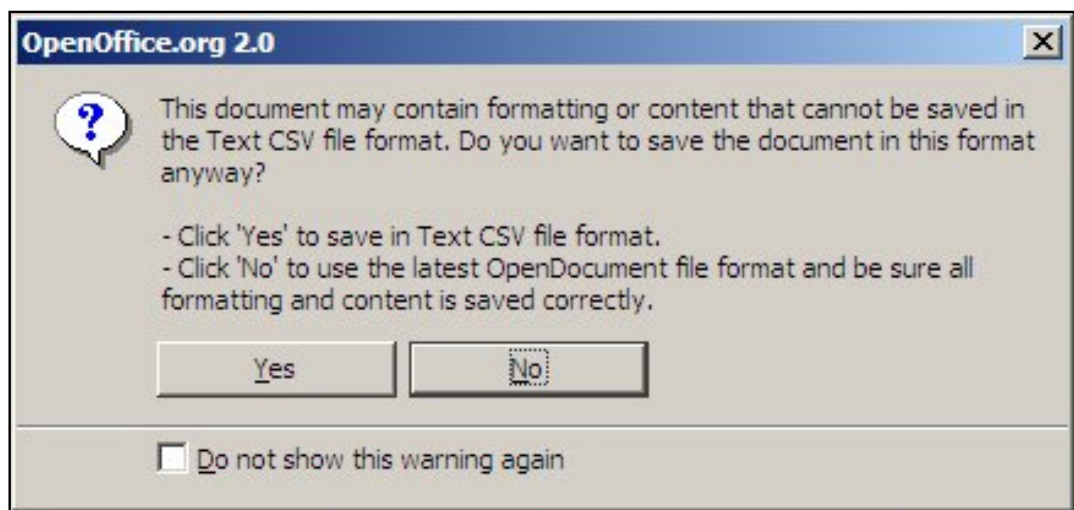 OpenOffice.org 2.0
This document may contain formatting or content that cannot be saved in
the Text CSV file format. Do you want to save the document in this format
anyway?
- Click 'Yes' to save in Text CSV file format.
- Click 'No' to use the latest OpenDocument file format and be sure all
formatting and content is saved correctly.
Yes No
Do not show this warning again